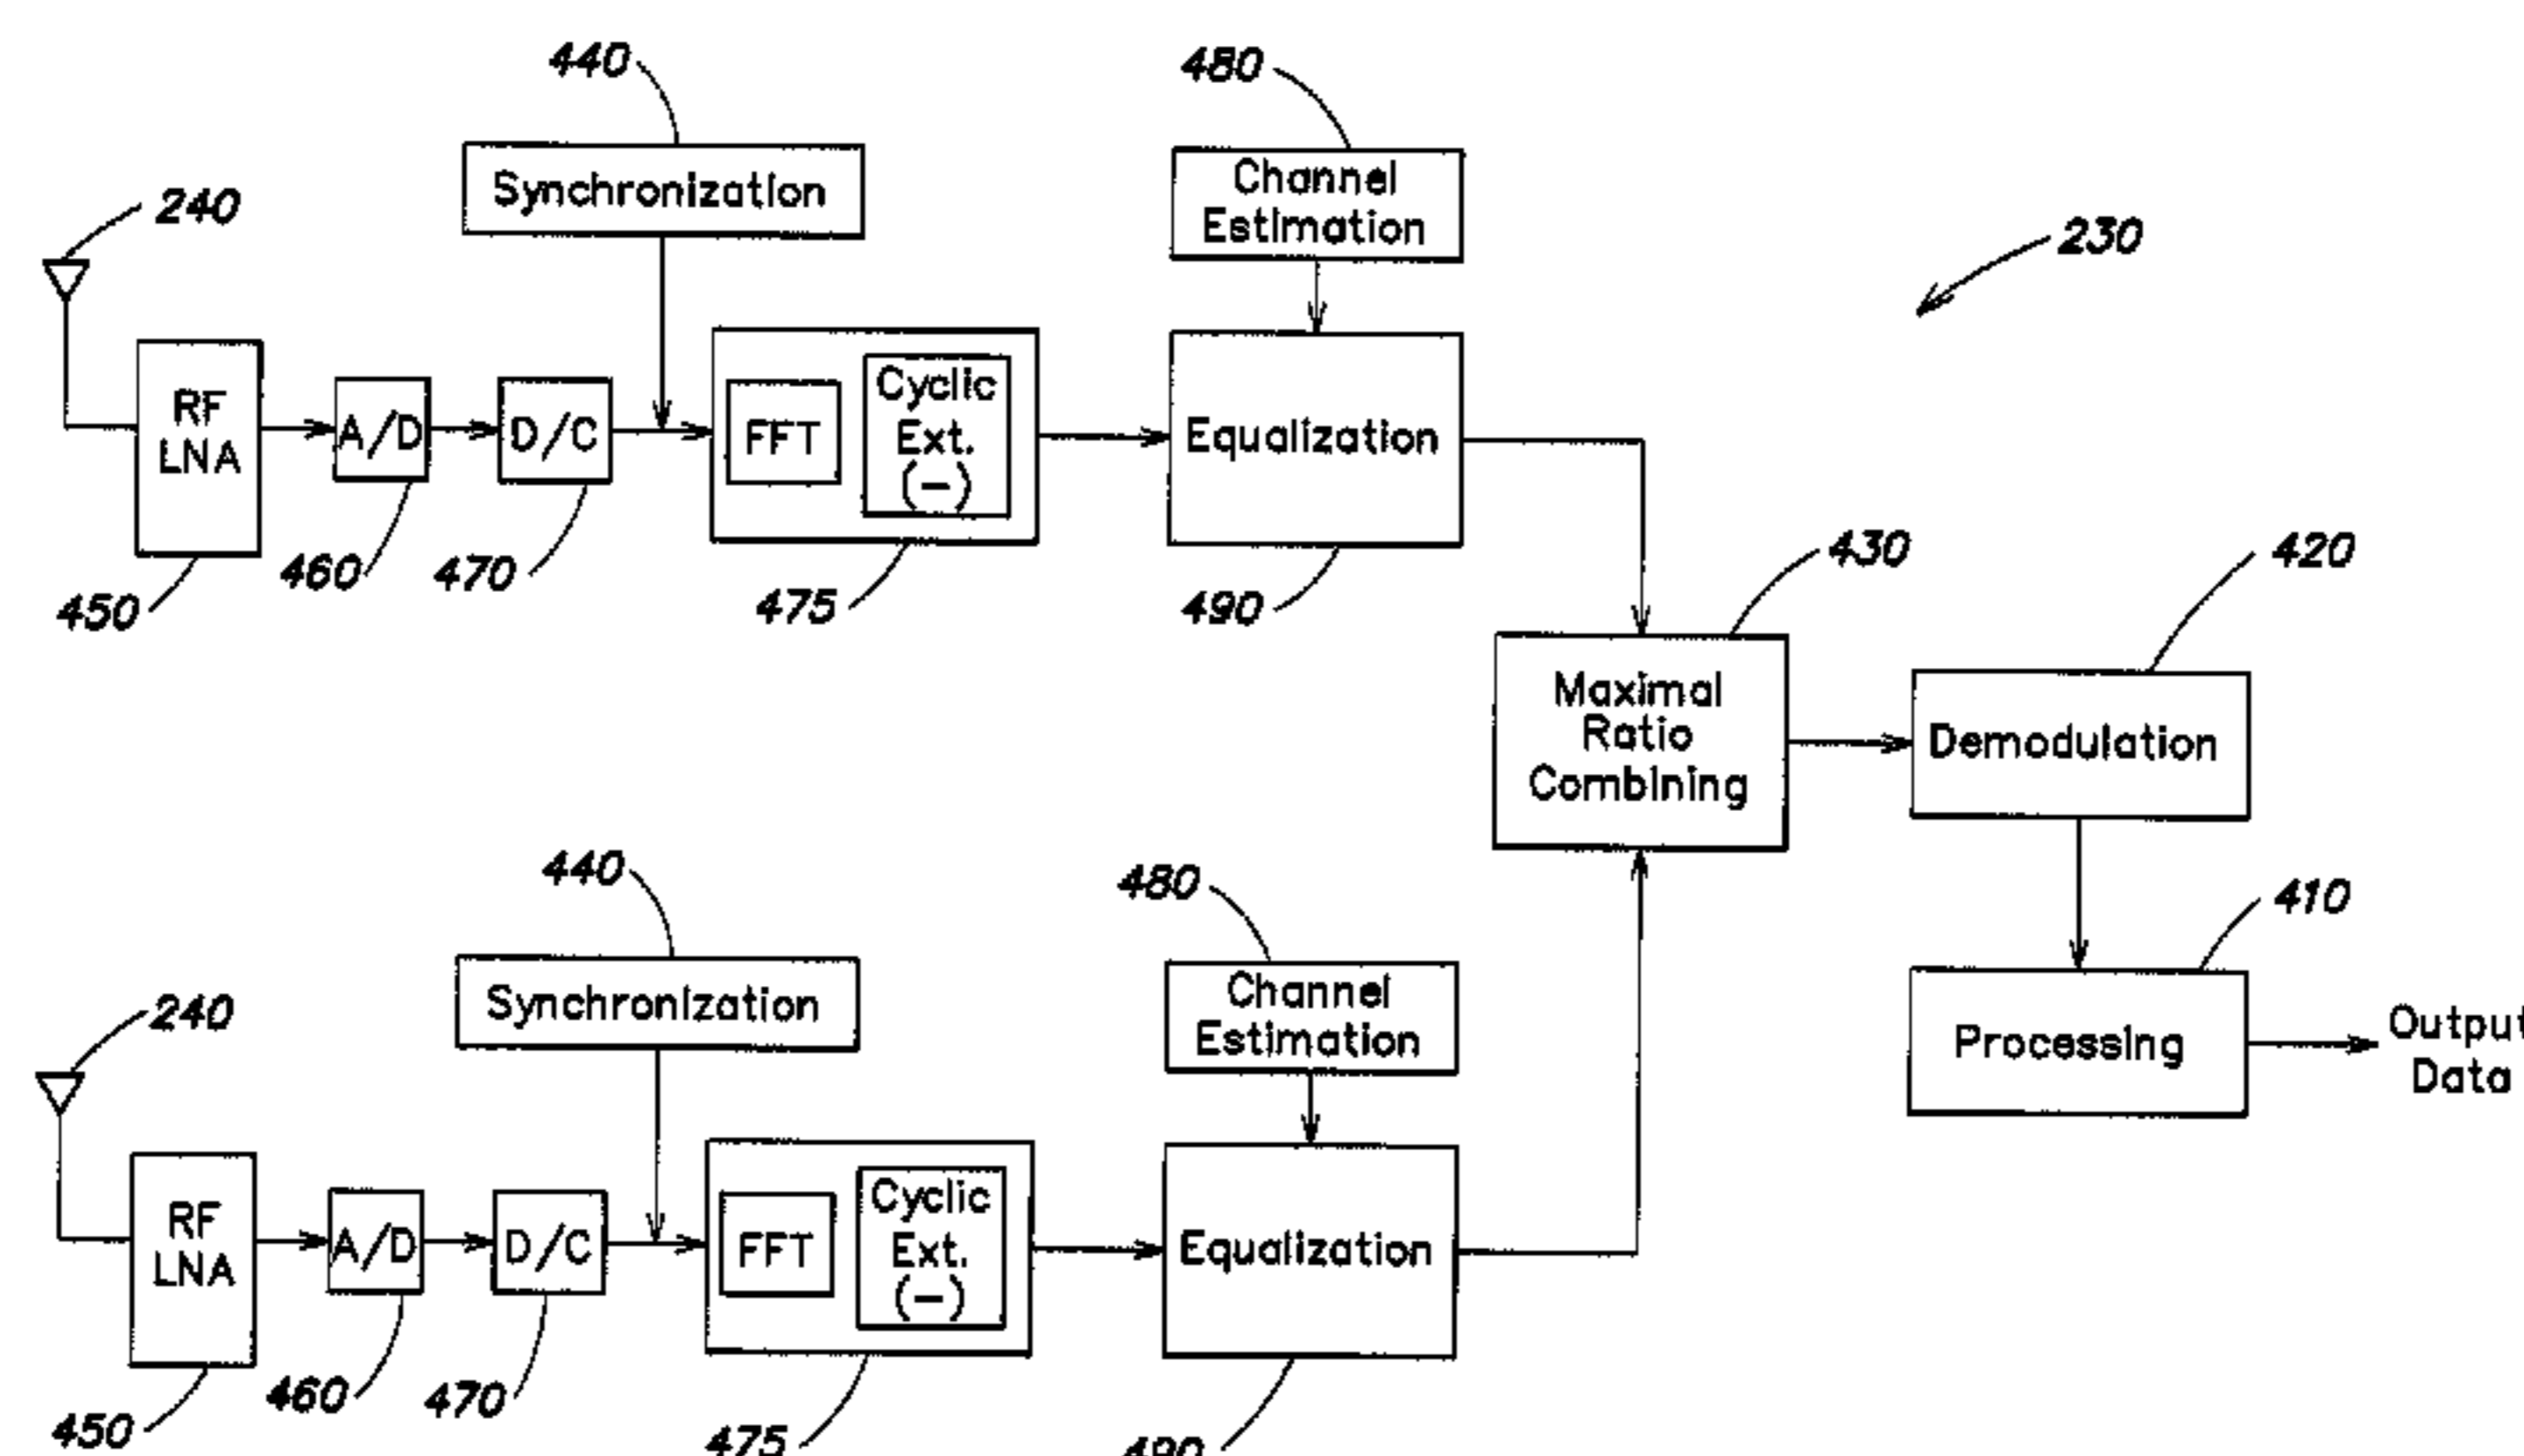 440
480
Synchronization
Channel
Estimation
240
230
RF
LNA
A/D
D/C
FFT
Cyclic
Ext.
(-)
Equalization
450
460
470
475
490
430
420
Maximal
Ratio
Combining
Demodulation
440
480
410
Synchronization
Channel
Estimation
Processing
Output
Data
240
RF
LNA
A/D
D/C
FFT
Cyclic
Ext.
(-)
Equalization
450
460
470
475
490